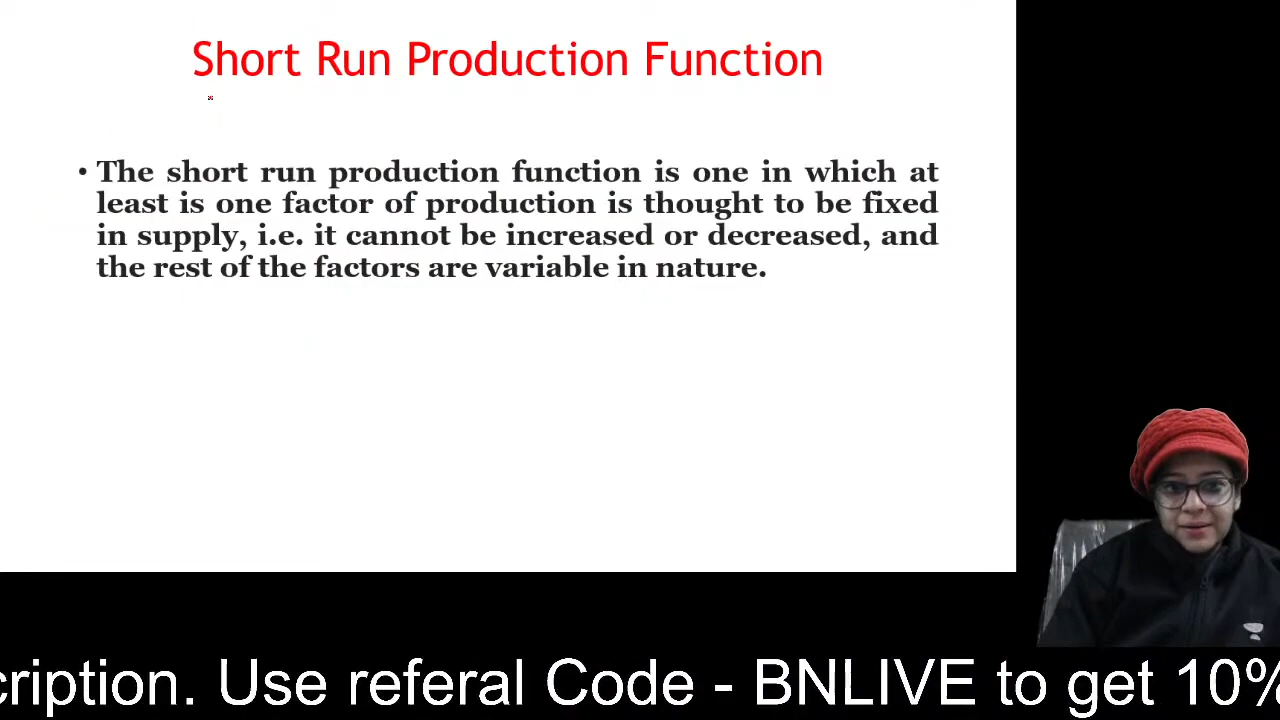 Short Run Production Function
• The short run production function is one in which at
least is one factor of production is thought to be fixed
in supply, i.e. it cannot be increased or decreased, and
the rest of the factors are variable in nature.
cription. Use referal Code - BNLIVE to get 10%